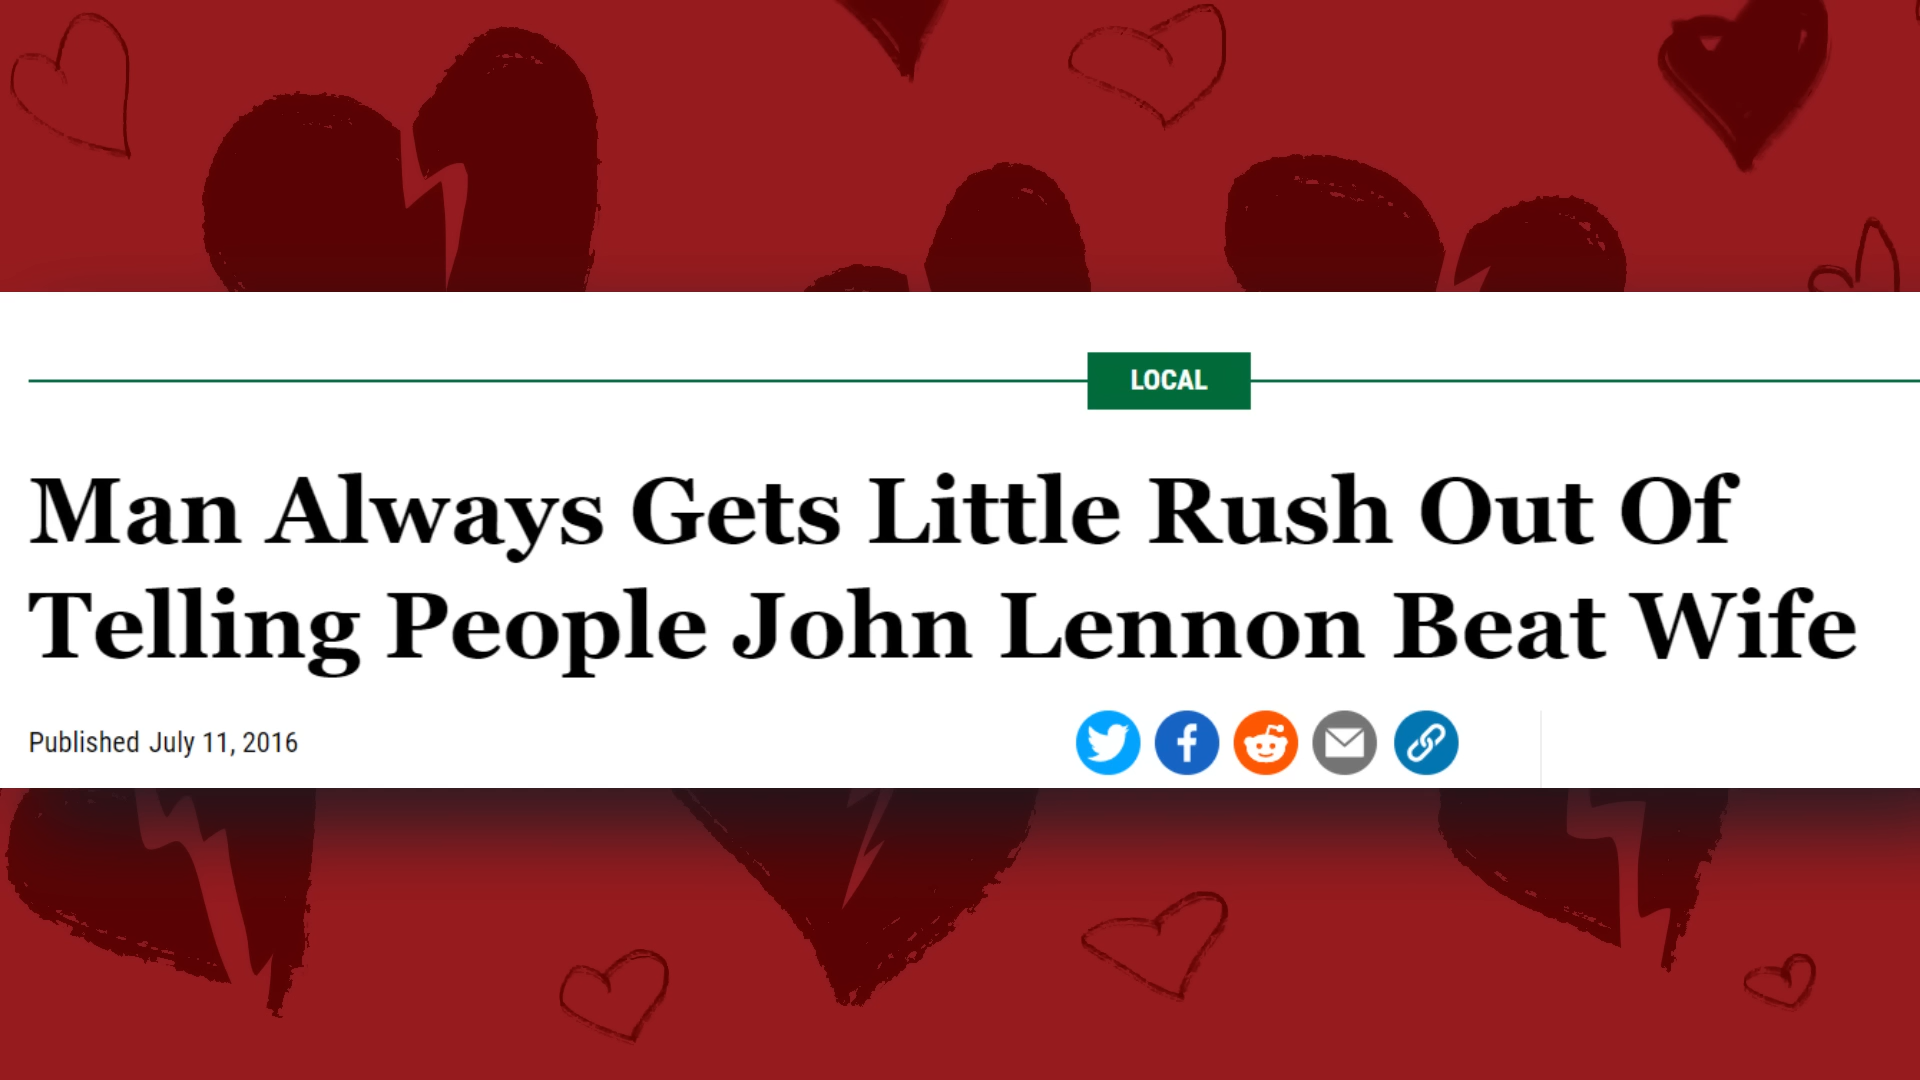 LOCAL
Man Always Gets Little Rush Out Of
Telling People John Lennon Beat Wife
Published July 11, 2016